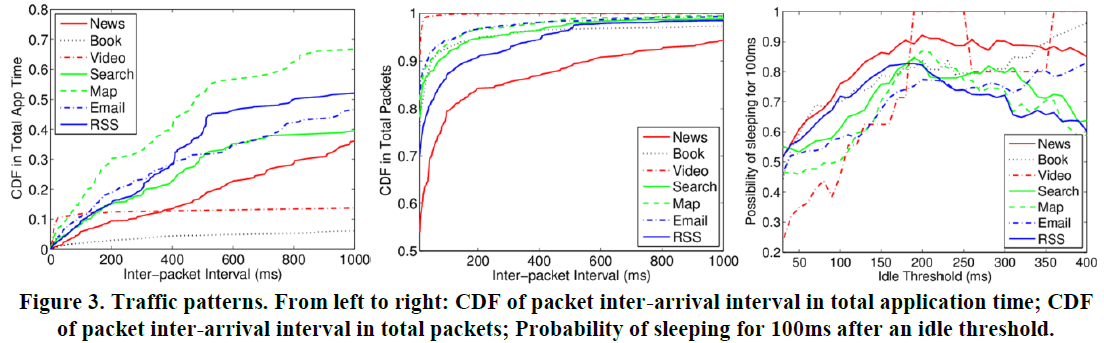 0.8
0.7
0.6
0.5
0.4
0.3
0.2
0.1
0
CDF in Total App Time
News
Book
Video
Search
Map
Email
RSS
0 200 400 600 800 1000
Inter-packet Interval (ms)
1
0.9
0.8
0.7
0.6
0.5
CDF in Total Packets
News
Book
Video
Search
Map
Email
RSS
200 400 600 800 1000
Inter-packet Interval (ms)
1
0.9
0.8
0.7
0.6
0.5
0.4
0.3
0.2
Possibility of sleeping for 100ms
News
Book
Video
Search
Map
Email
RSS
50 100 150 200 250 300 350 400
Idle Threshold (ms)
Figure 3. Traffic patterns. From left to right: CDF of packet inter-arrival interval in total application time; CDF
of packet inter-arrival interval in total packets; Probability of sleeping for 100ms after an idle threshold.